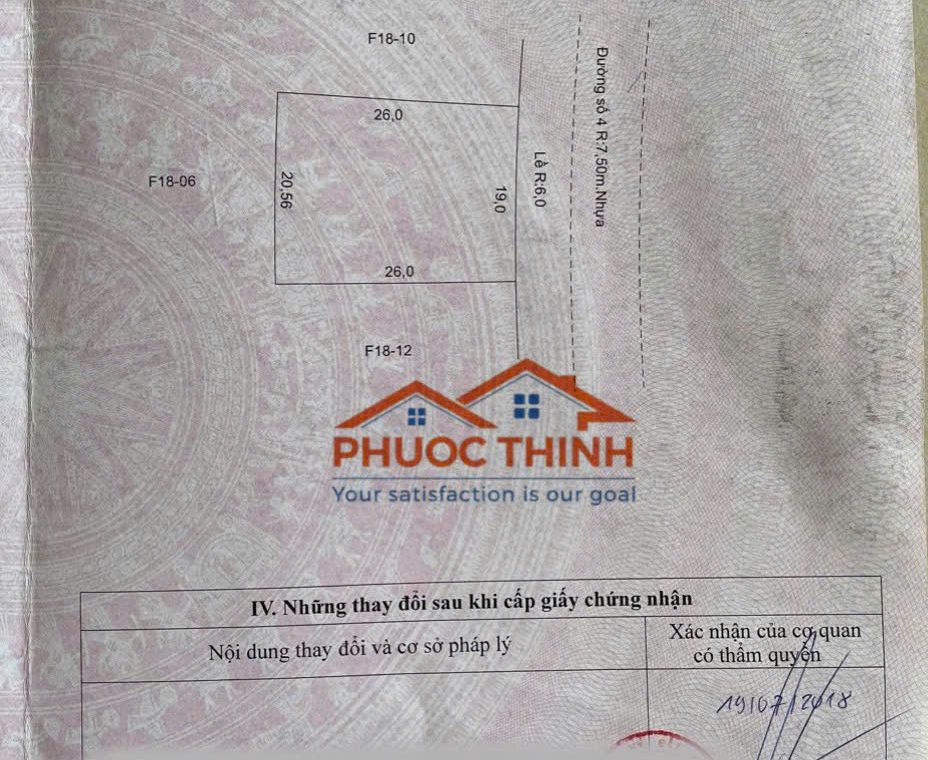 F18-10
26,0
Đường số 4 R:7,50m.Nhựa
Lề R:6,0
F18-06
20,56
19,0
26,0
F18-12
PHUOC THINH
Your satisfaction is our goal
IV. Những thay đổi sau khi cấp giấy chứng nhận
Nội dung thay đổi và cơ sở pháp lý
Xác nhận của cơ quan
có thẩm quyền
19/07/2018